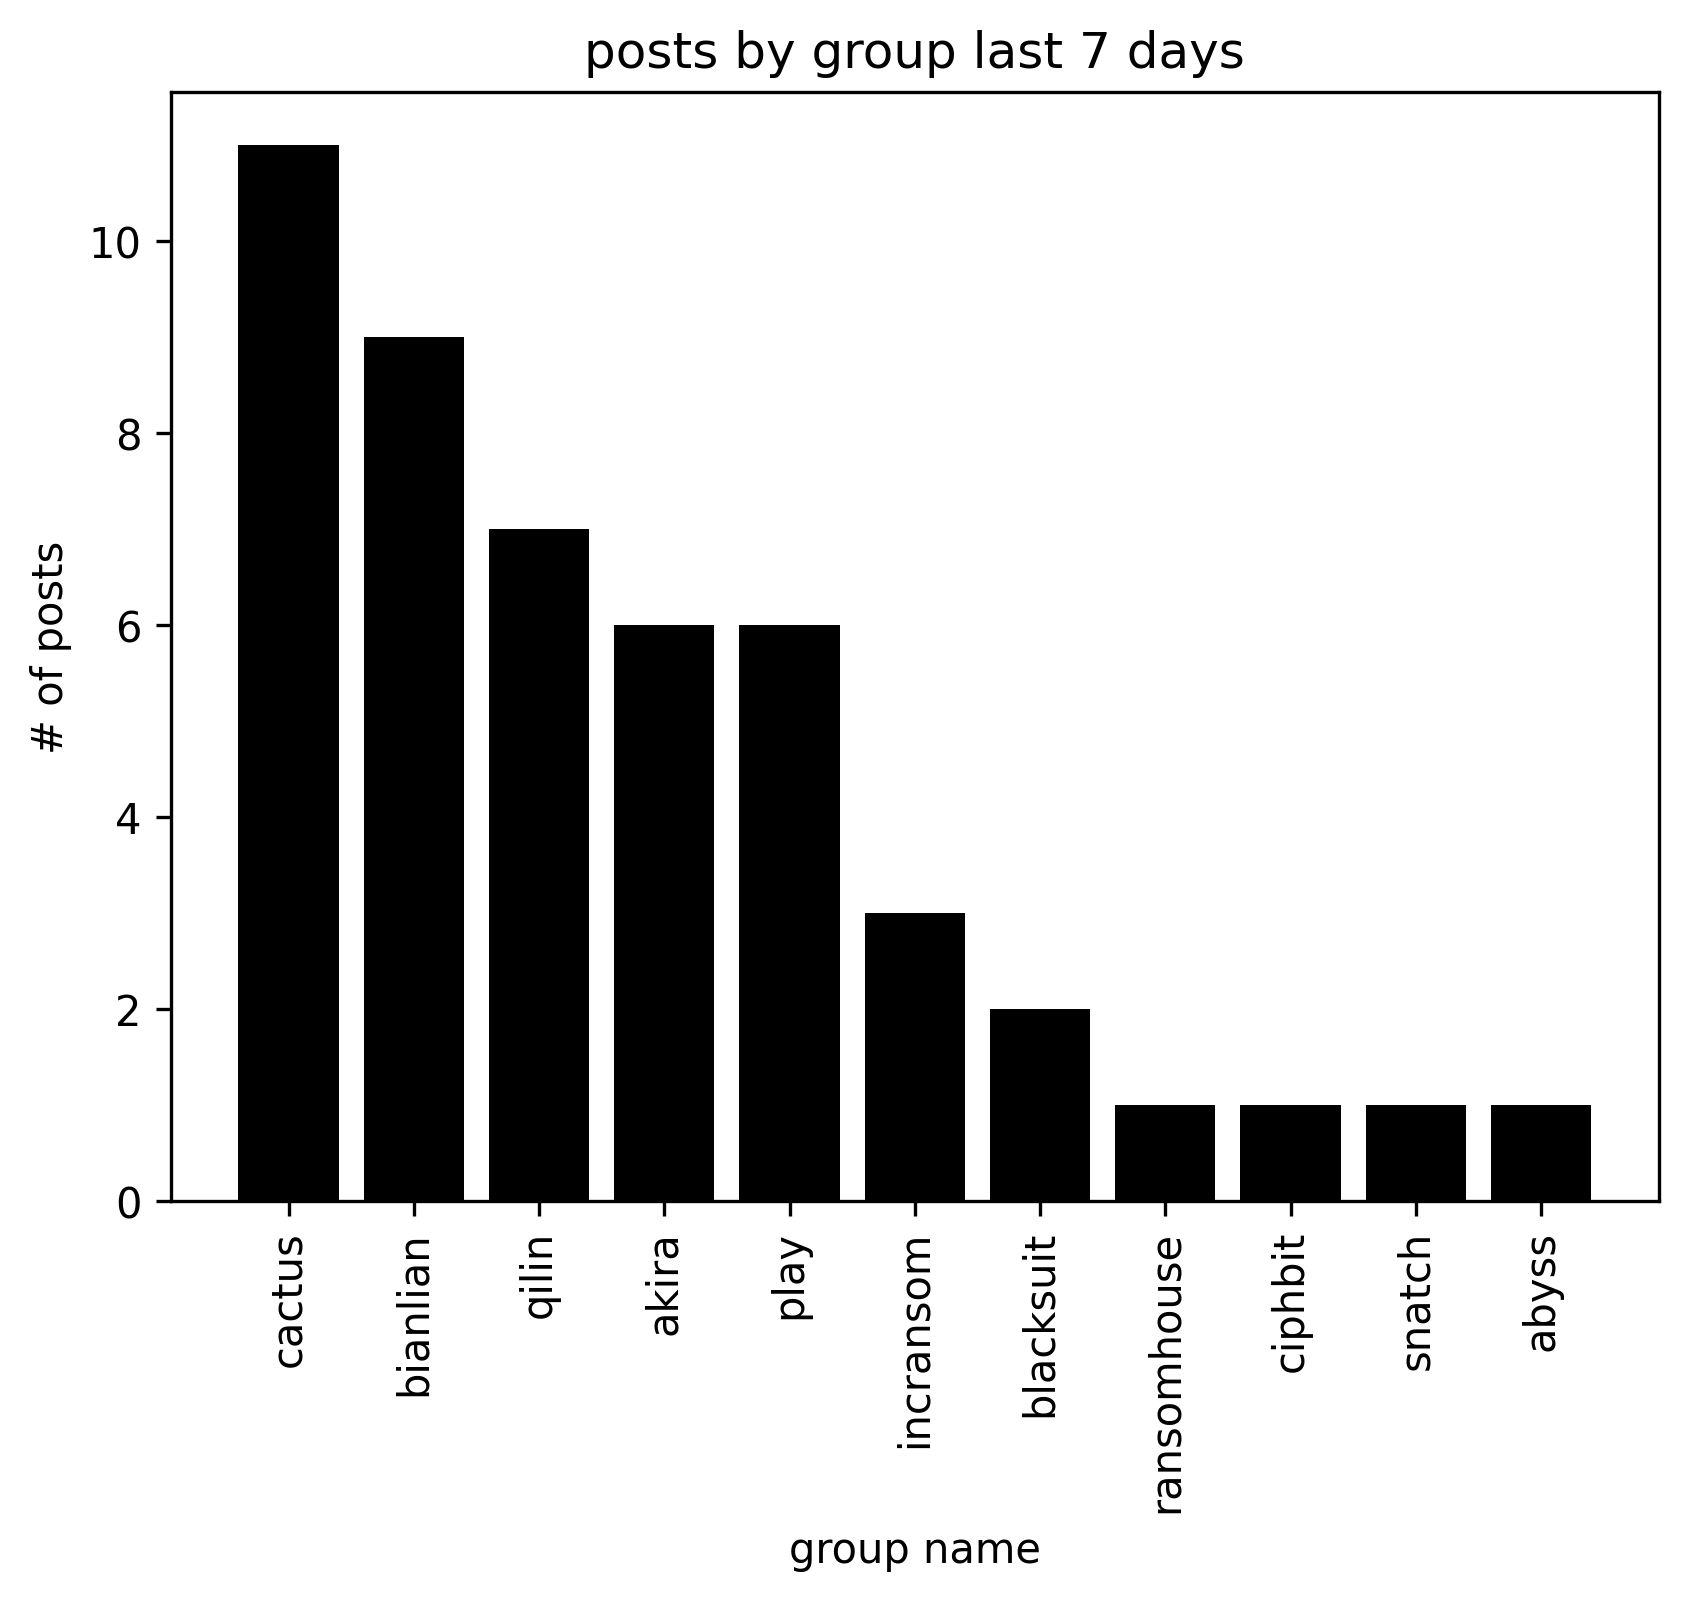 posts by group last 7 days
# of posts
10
8
6
4
2
0
cactus
bianlian
qilin
akira
play
incransom
blacksuit
ransomhouse
ciphbit
snatch
abyss
group name